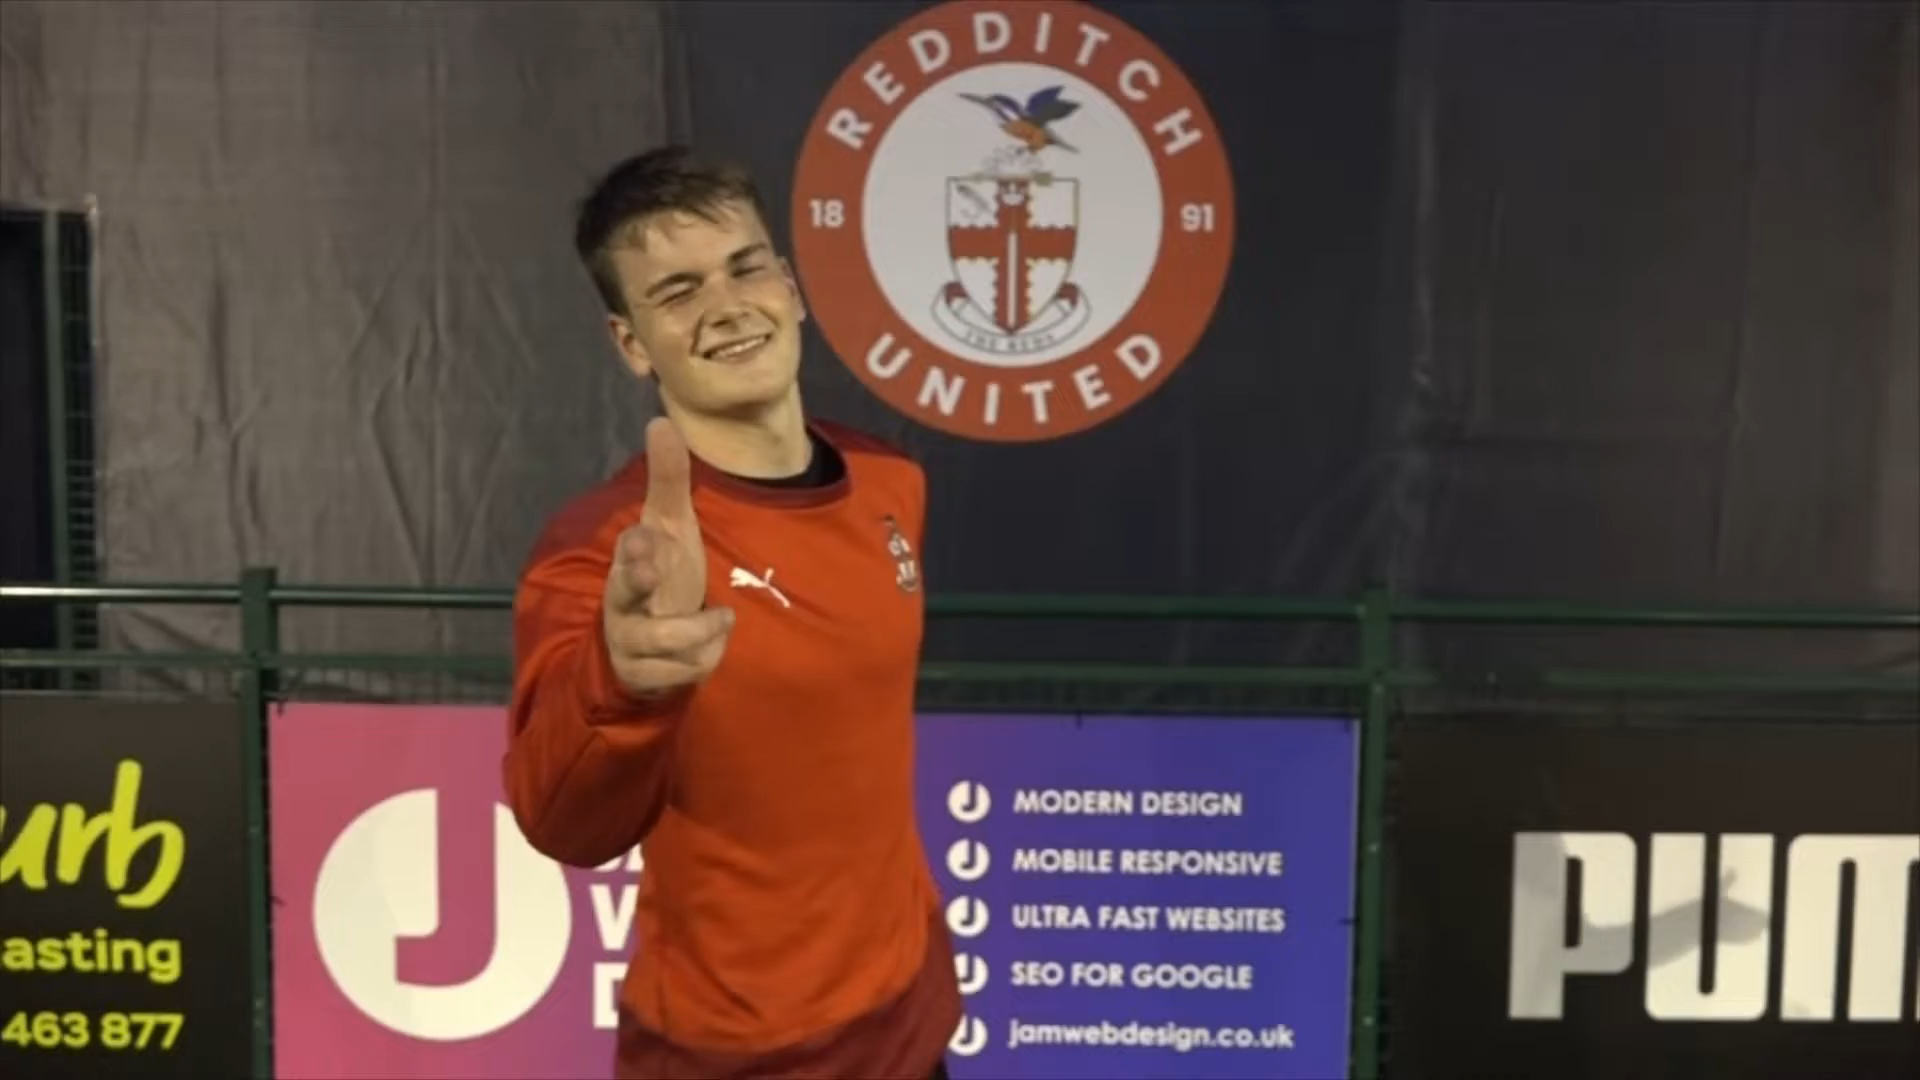 REDDITCH
18 91
UNITED
urb
asting
463 877
W
D
MODERN DESIGN
MOBILE RESPONSIVE
ULTRA FAST WEBSITES
SEO FOR GOOGLE
jamwebdesign.co.uk
PUM